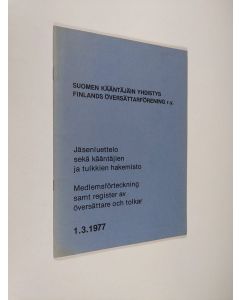 SUOMEN KÄÄNTÄJÄIN YHDISTYS
FINLANDS ÖVERSÄTTARFÖRENING r.y.
Jäsenluettelo
sekä kääntäjien
ja tulkkien hakemisto
Medlemsförteckning
samt register av
översättare och tolkar
1.3.1977